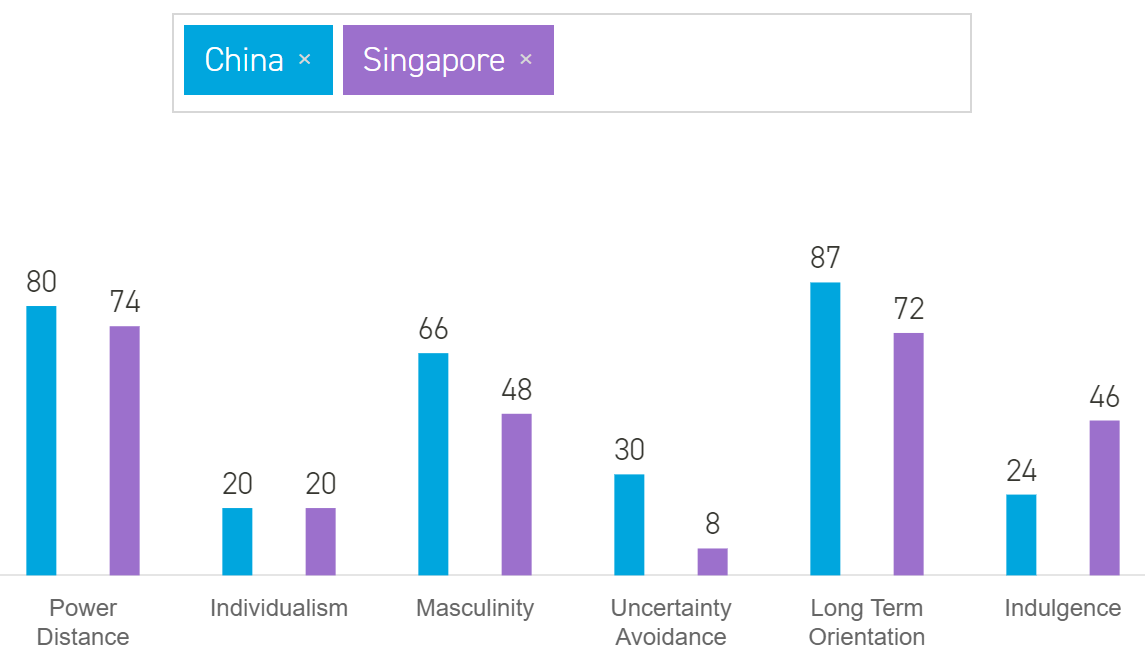 China × Singapore ×
80 74 20 20 66 48 30 8 87 72 24 46
Power Distance
Individualism
Masculinity
Uncertainty Avoidance
Long Term Orientation
Indulgence